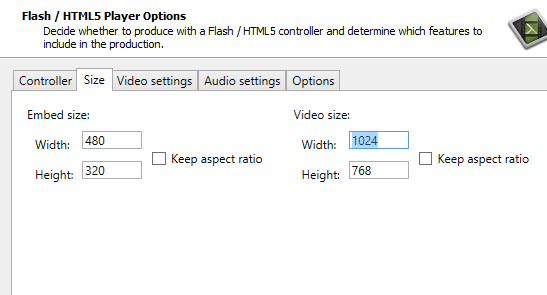 Flash / HTML5 Player Options
Decide whether to produce with a Flash / HTML5 controller and determine which features to
include in the production.
Controller Size Video settings Audio settings Options
Embed size: Video size:
Width: 480 Width: 1024
Keep aspect ratio Keep aspect ratio
Height: 320 Height: 768